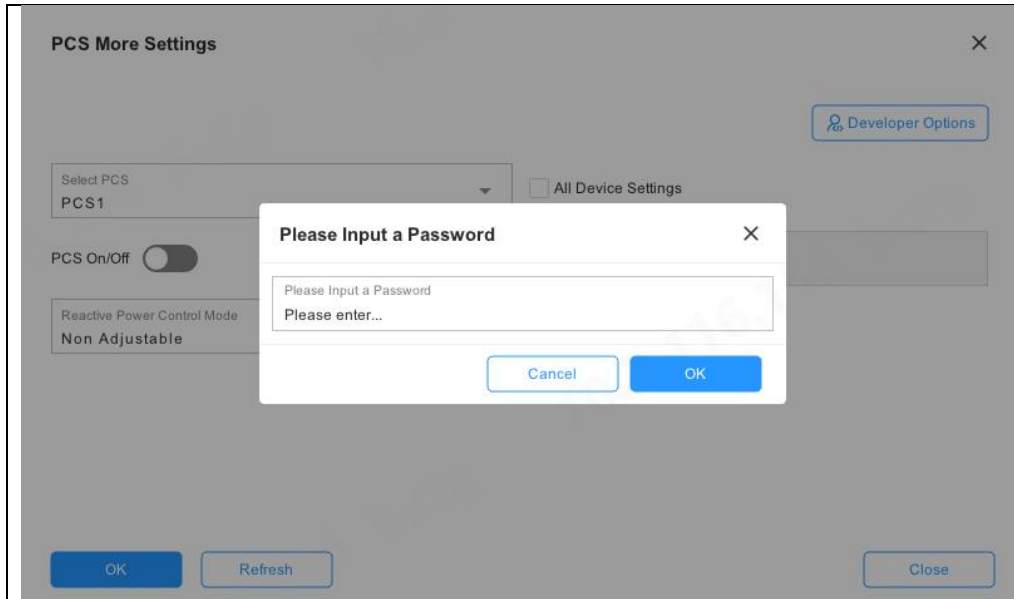 PCS More Settings
Developer Options
Select PCS
PCS1
All Device Settings
PCS On/Off
Reactive Power Control Mode
Non Adjustable
Please Input a Password
Please Input a Password
Please enter...
Cancel
OK
OK
Refresh
Close